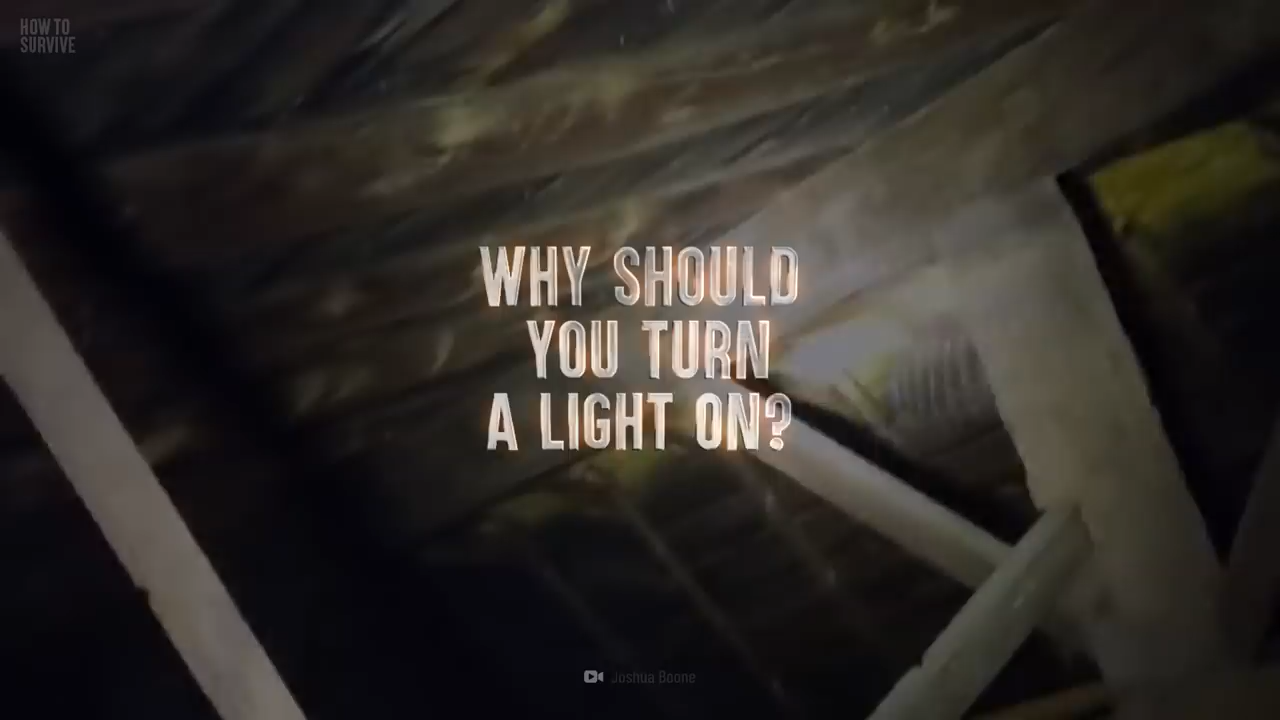 HOW TO
SURVIVE
WHY SHOULD
YOU TURN
A LIGHT ON?
Joshua Boone